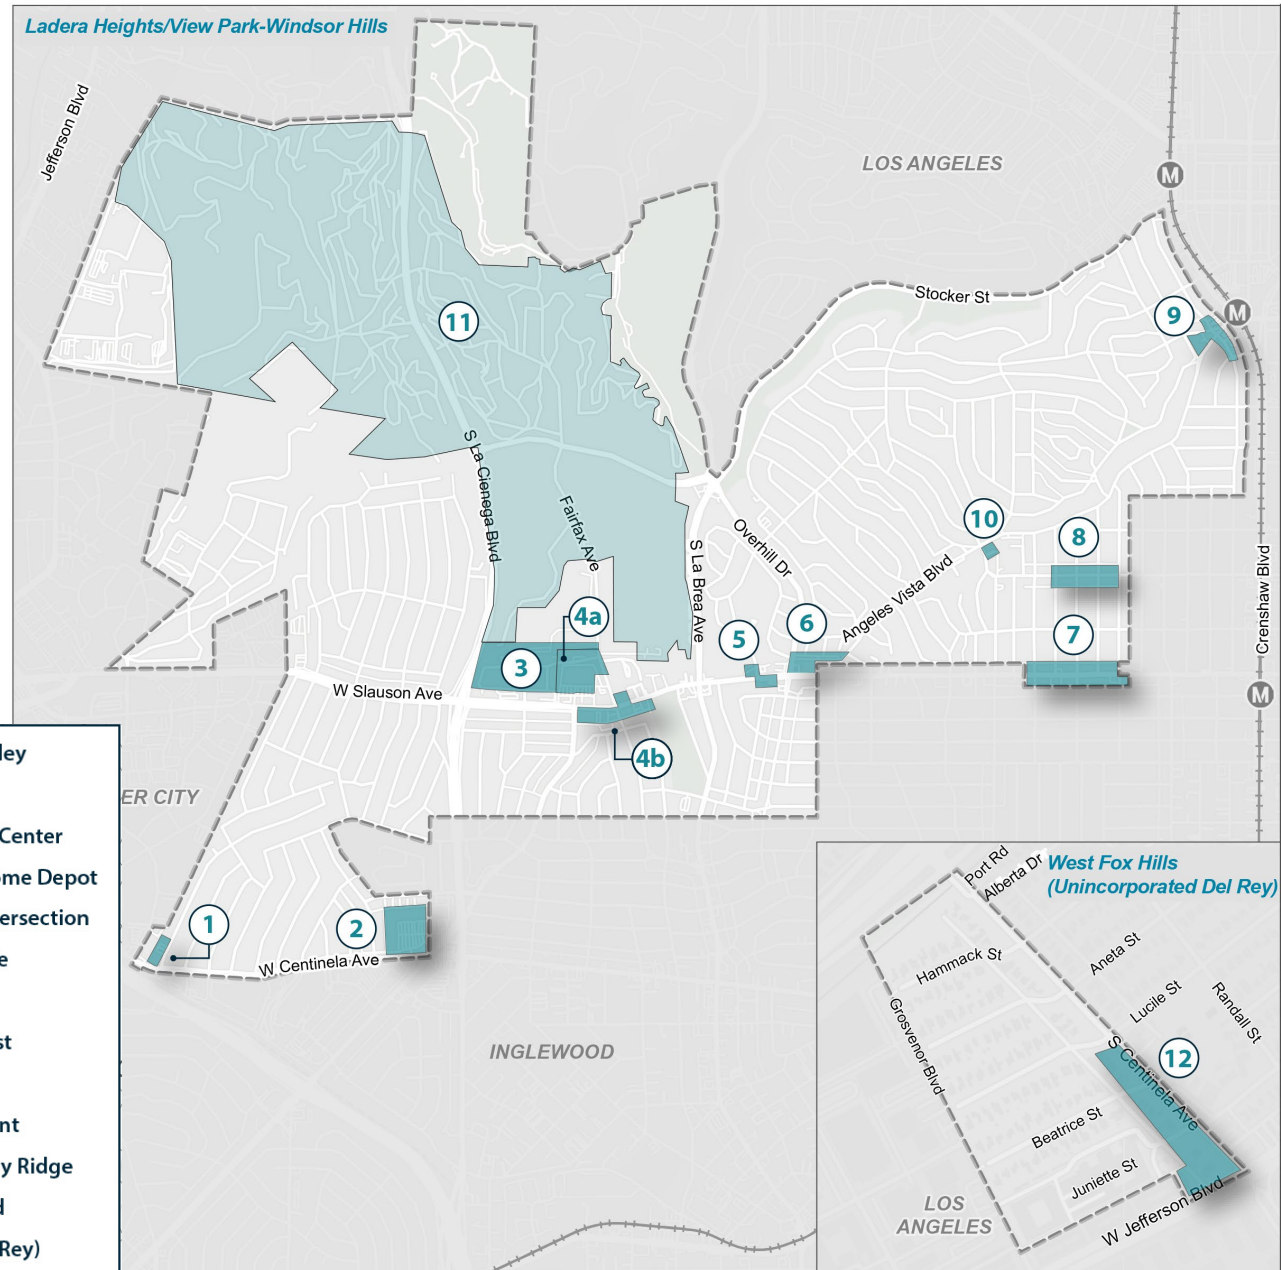 Ladera Heights/View Park-Windsor Hills
Jefferson Blvd
LOS ANGELES
M
Stocker St
9
M
11
S La Cienega Blvd
Fairfax Ave
S La Brea Ave
Overhill Dr
10
8
Angeles Vista Blvd
Crenshaw Blvd
4a
5
6
7
3
W Slauson Ave
M
4b
ley
ER CITY
Center
me Depot
ersection
e
st
nt
y Ridge
d
Rey)
1
2
W Centinela Ave
INGLEWOOD
West Fox Hills
(Unincorporated Del Rey)
Port Rd
Alberta Dr
Hammack St
Aneta St
Lucile St
Randall St
Grosvenor Blvd
S Centinela Ave
12
Beatrice St
Juniette St
W Jefferson Blvd
LOS
ANGELES